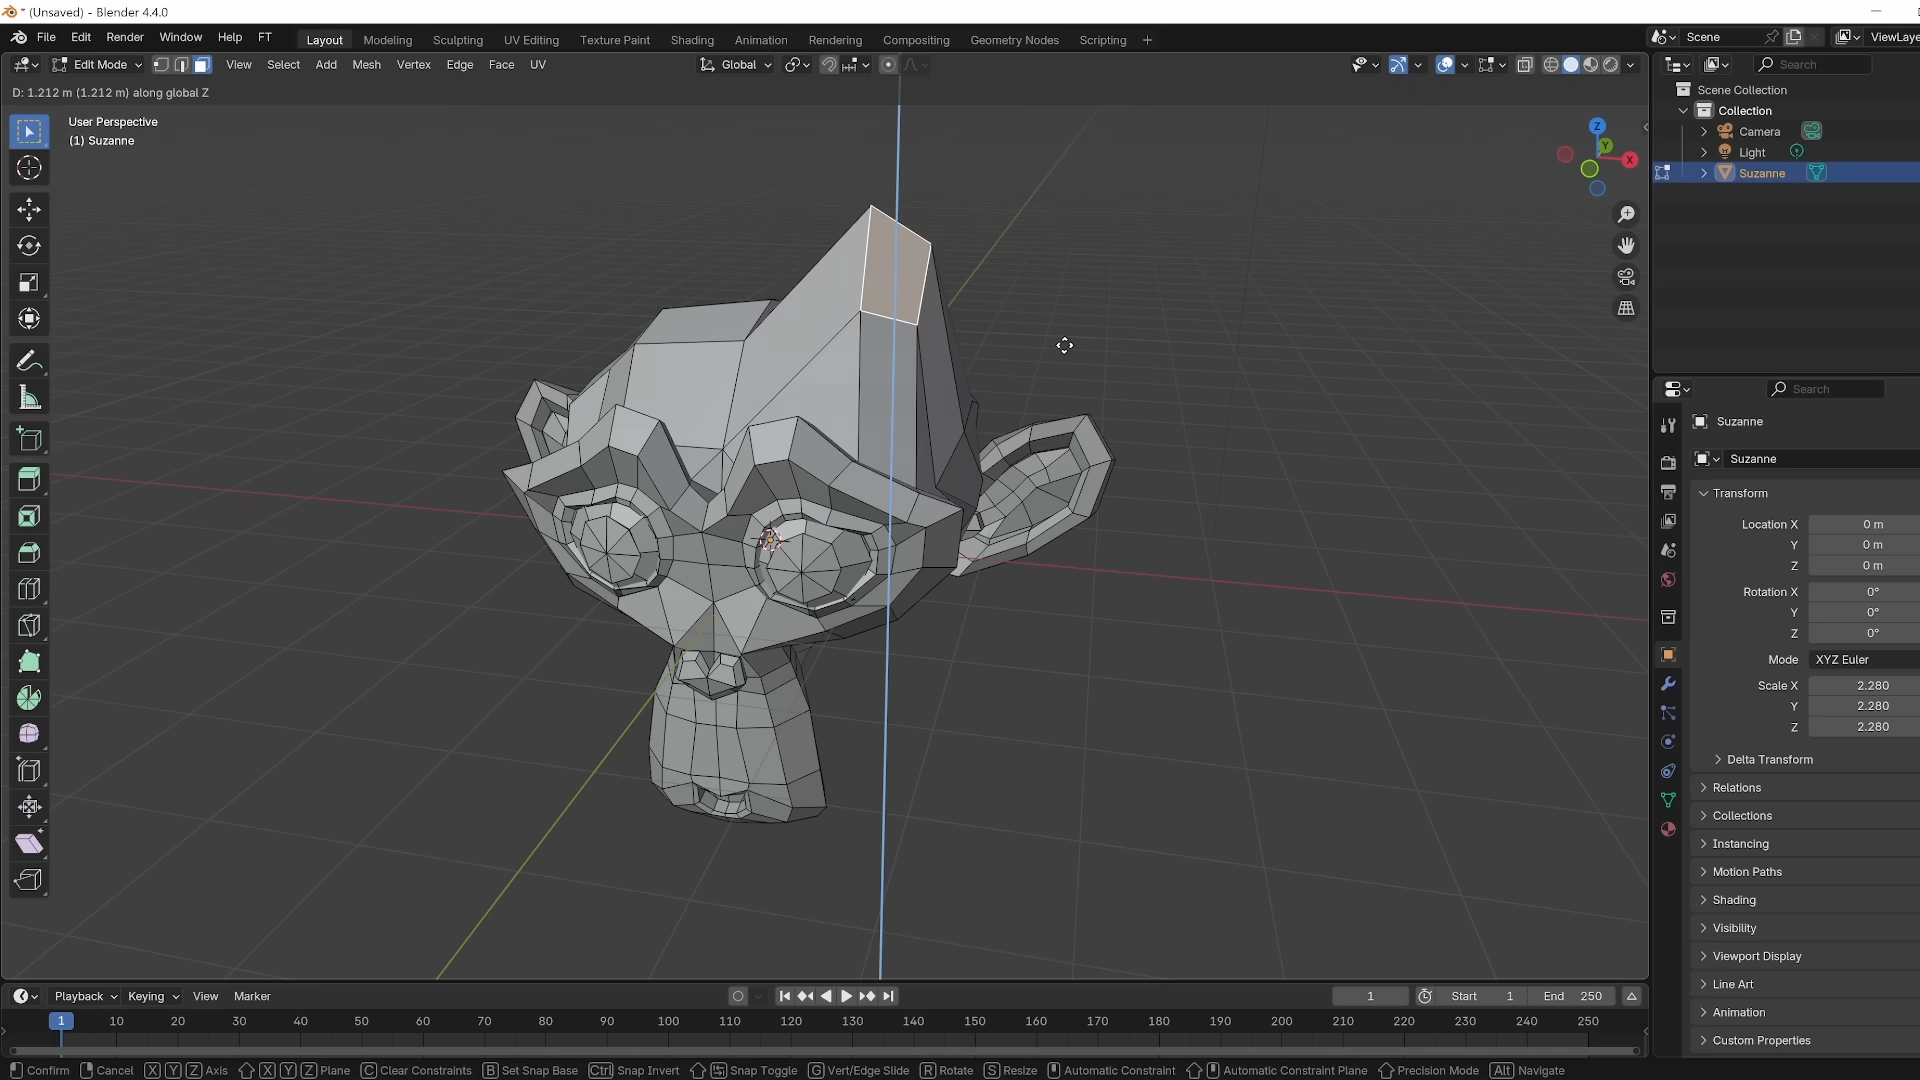 * (Unsaved) - Blender 4.4.0
File Edit Render Window Help FT Layout Modeling Sculpting UV Editing Texture Paint Shading Animation Rendering Compositing Geometry Nodes Scripting + Scene ViewLaye
Edit Mode View Select Add Mesh Vertex Edge Face UV Global Search
D: 1.212 m (1.212 m) along global Z
User Perspective
(1) Suzanne
Z
Y
X
Scene Collection
Collection
Camera
Light
Suzanne
Search
Suzanne
Suzanne
Transform
Location X 0 m
Y 0 m
Z 0 m
Rotation X 0°
Y 0°
Z 0°
Mode XYZ Euler
Scale X 2.280
Y 2.280
Z 2.280
Delta Transform
Relations
Collections
Instancing
Motion Paths
Shading
Visibility
Viewport Display
Line Art
Animation
Custom Properties
Playback Keying View Marker 1 Start 1 End 250
1 10 20 30 40 50 60 70 80 90 100 110 120 130 140 150 160 170 180 190 200 210 220 230 240 250
Confirm Cancel X Y Z Axis X Y Z Plane C Clear Constraints B Set Snap Base Ctrl Snap Invert Snap Toggle G Vert/Edge Slide R Rotate S Resize Automatic Constraint Automatic Constraint Plane Precision Mode Alt Navigate